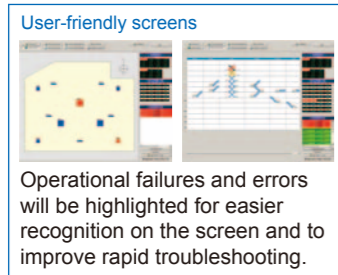 User-friendly screens
Operational failures and errors
will be highlighted for easier
recognition on the screen and to
improve rapid troubleshooting.